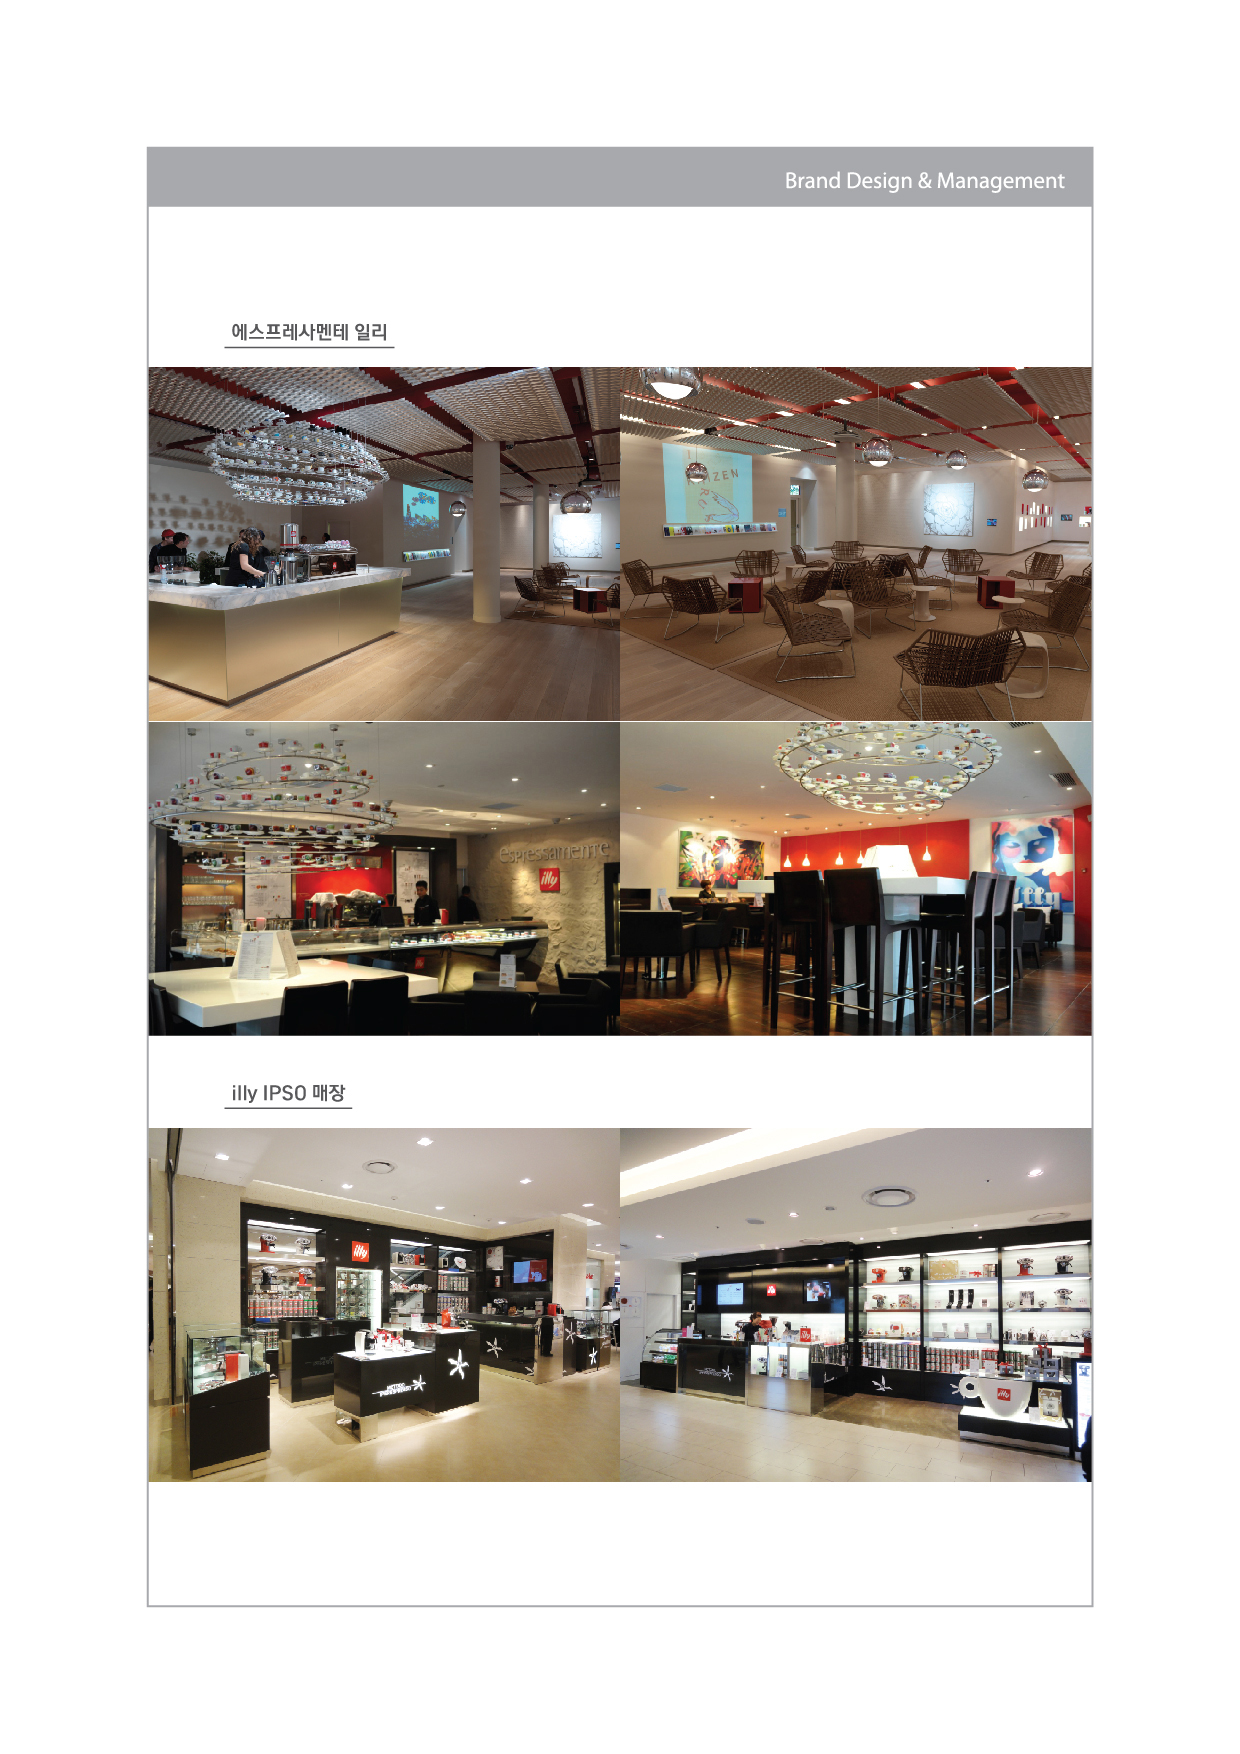 Brand Design & Management
에스프레사멘테 일리
IZEN
espressamente
illy
illy IPSO 매장
illy
illy
illy